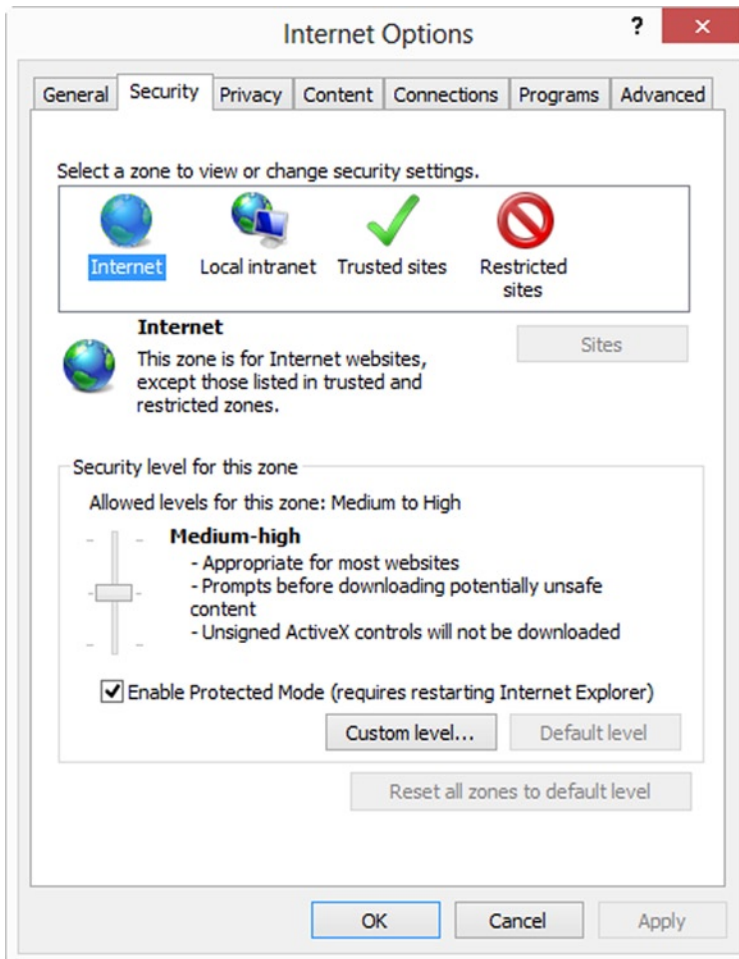 Internet Options
?
General Security Privacy Content Connections Programs Advanced
Select a zone to view or change security settings.
Internet Local intranet Trusted sites Restricted
sites
Internet
Sites
This zone is for Internet websites,
except those listed in trusted and
restricted zones.
Security level for this zone
Allowed levels for this zone: Medium to High
Medium-high
- Appropriate for most websites
- Prompts before downloading potentially unsafe
content
- Unsigned ActiveX controls will not be downloaded
Enable Protected Mode (requires restarting Internet Explorer)
Custom level... Default level
Reset all zones to default level
OK Cancel Apply